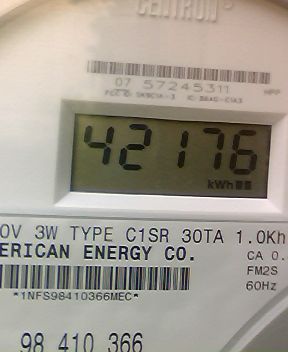 CENTRON
07 57245311
42176
kWh
0V 3W TYPE C1SR 30TA 1.0Kh
ERICAN ENERGY CO.
CA 0.
FM2S
*1NFS98410366MEC*
60Hz
98 410 366